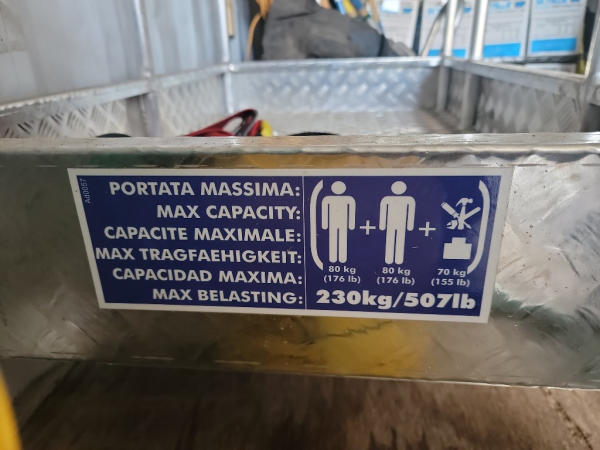 Ad0057
PORTATA MASSIMA:
MAX CAPACITY:
CAPACITE MAXIMALE:
MAX TRAGFAEHIGKEIT:
CAPACIDAD MAXIMA:
MAX BELASTING:
( + + )
80 kg 80 kg 70 kg
(176 lb) (176 lb) (155 lb)
230kg/507lb